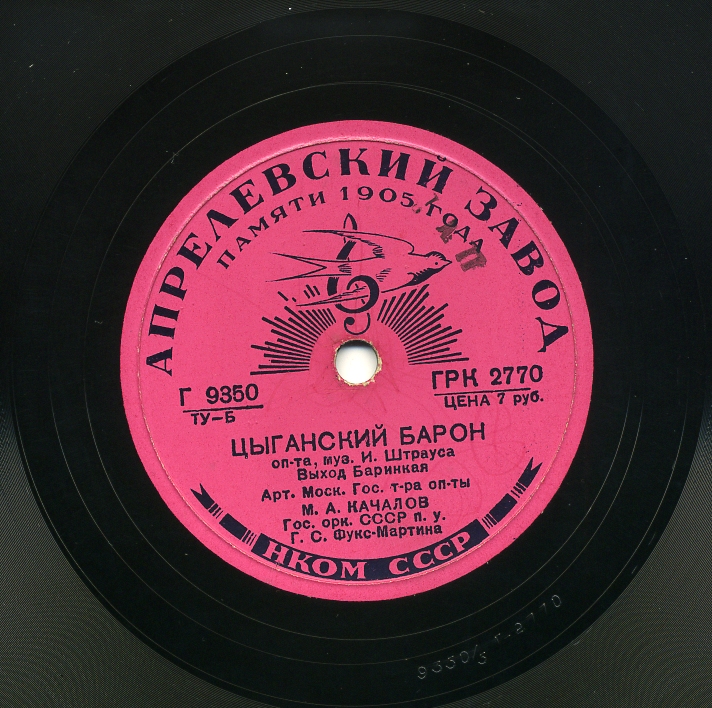 АПРЕЛЕВСКИЙ ЗАВОД
ПАМЯТИ 1905 ГОДА
Г 9350
ТУ-Б
ГРК 2770
ЦЕНА 7 руб.
ЦЫГАНСКИЙ БАРОН
оп-та, муз. И. Штрауса
Выход Баринкая
Арт. Моск. Гос. т-ра оп-ты
М. А. КАЧАЛОВ
Гос. орк. СССР п. у.
Г. С. Фукс-Мартина
НКОМ СССР